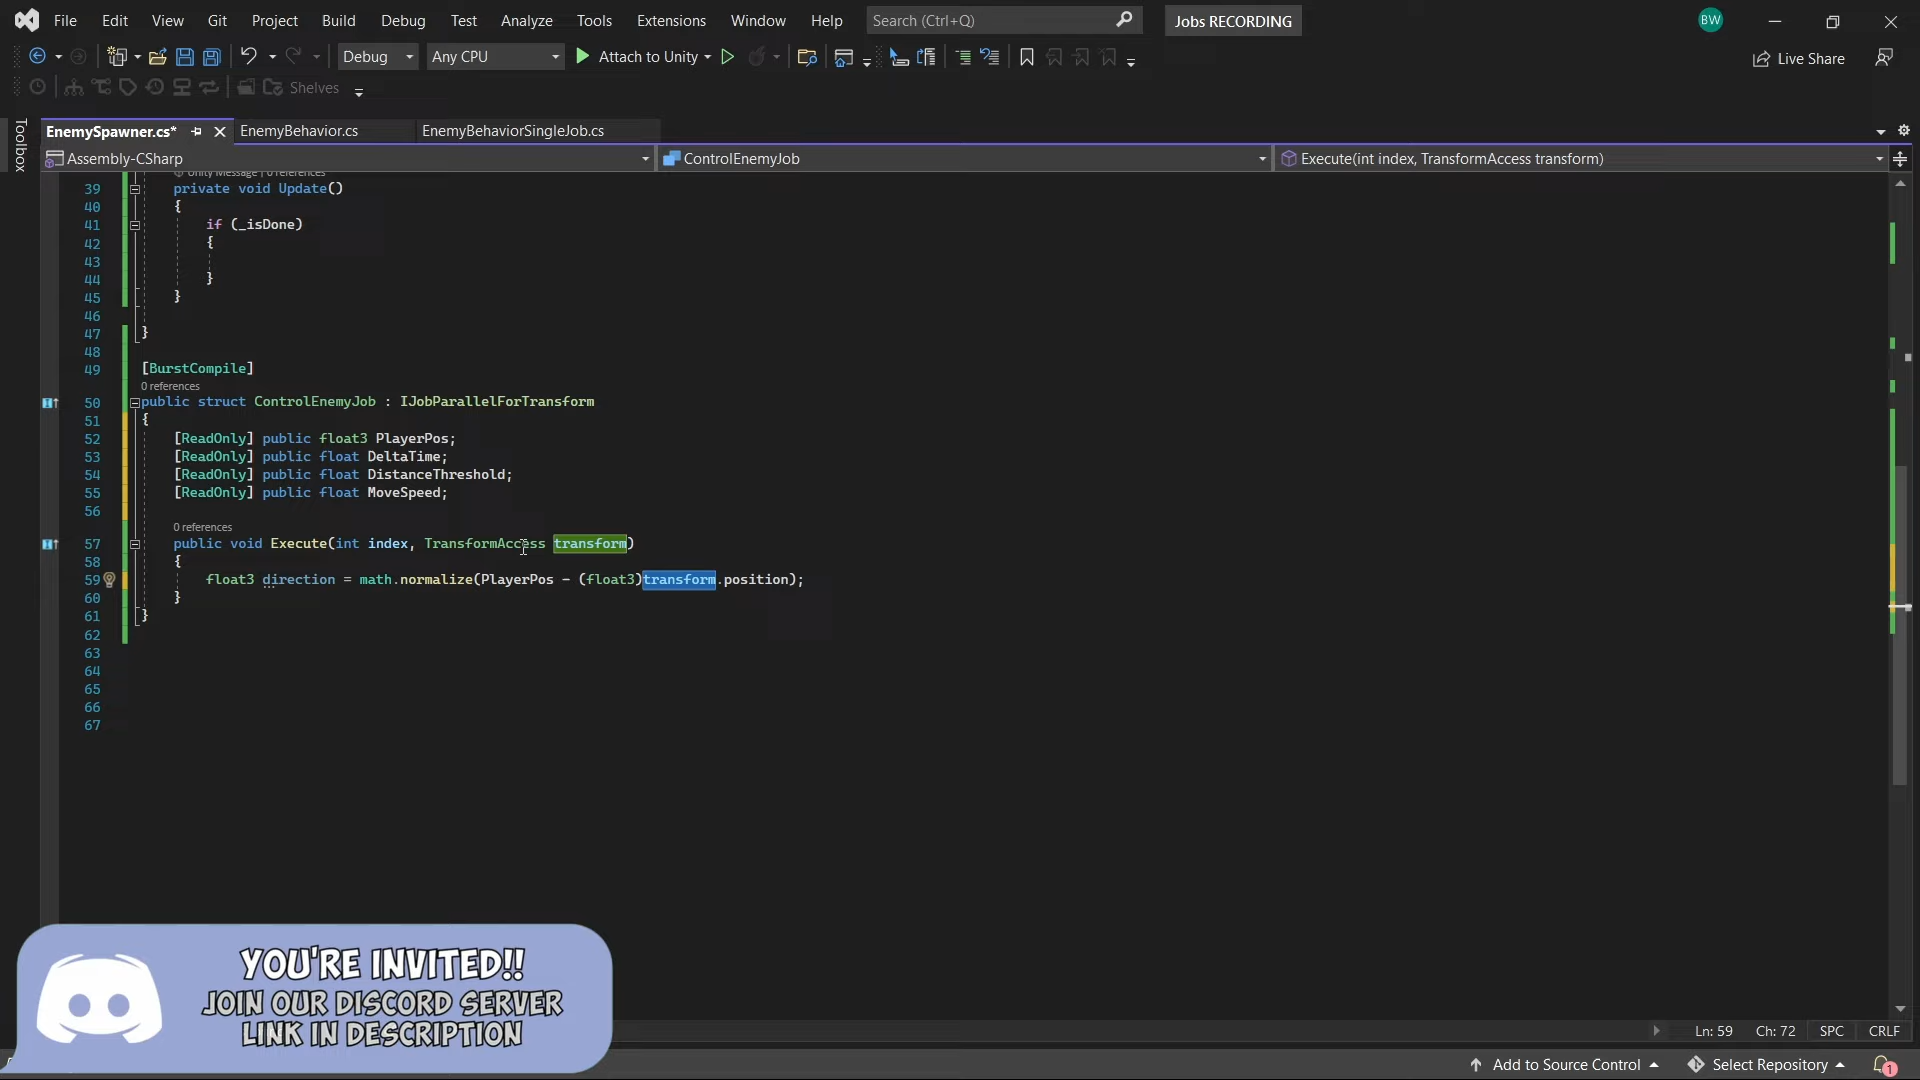 File Edit View Git Project Build Debug Test Analyze Tools Extensions Window Help Search (Ctrl+Q) Jobs RECORDING BW
Debug Any CPU Attach to Unity Live Share
Shelves
Toolbox
EnemySpawner.cs* EnemyBehavior.cs EnemyBehaviorSingleJob.cs
Assembly-CSharp ControlEnemyJob Execute(int index, TransformAccess transform)
Unity Message | 0 references
39 private void Update()
40 {
41 if (_isDone)
42 {
43
44 }
45 }
46
47 }
48
49 [BurstCompile]
0 references
50 public struct ControlEnemyJob : IJobParallelForTransform
51 {
52 [ReadOnly] public float3 PlayerPos;
53 [ReadOnly] public float DeltaTime;
54 [ReadOnly] public float DistanceThreshold;
55 [ReadOnly] public float MoveSpeed;
56
0 references
57 public void Execute(int index, TransformAccess transform)
58 {
59 float3 direction = math.normalize(PlayerPos - (float3)transform.position);
60 }
61 }
62
63
64
65
66
67
YOU'RE INVITED!!
JOIN OUR DISCORD SERVER
LINK IN DESCRIPTION
Ln: 59 Ch: 72 SPC CRLF
Add to Source Control Select Repository 1